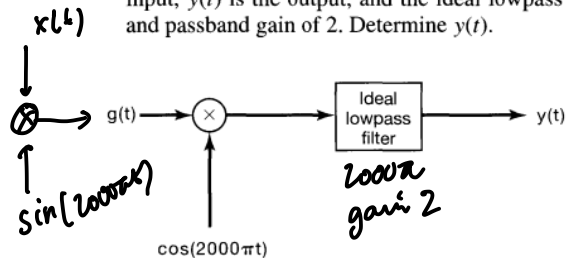 input, y(t) is the output, and the ideal lowpass
and passband gain of 2. Determine y(t).
x(t)
g(t)
×
Ideal
lowpass
filter
y(t)
sin(2000πt)
2000π
gain 2
cos(2000πt)